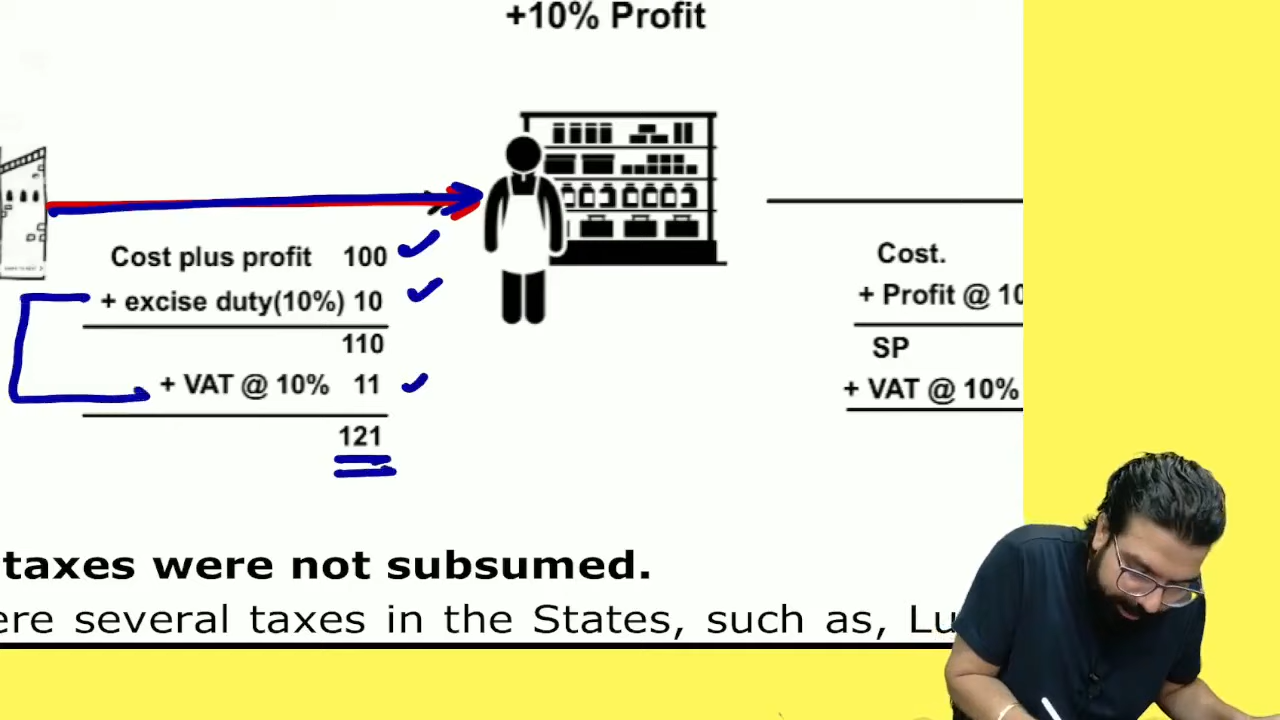 +10% Profit
Cost plus profit 100
+ excise duty(10%) 10
110
+ VAT @ 10% 11
121
Cost.
+ Profit @ 10
SP
+ VAT @ 10%
taxes were not subsumed.
ere several taxes in the States, such as, Lu